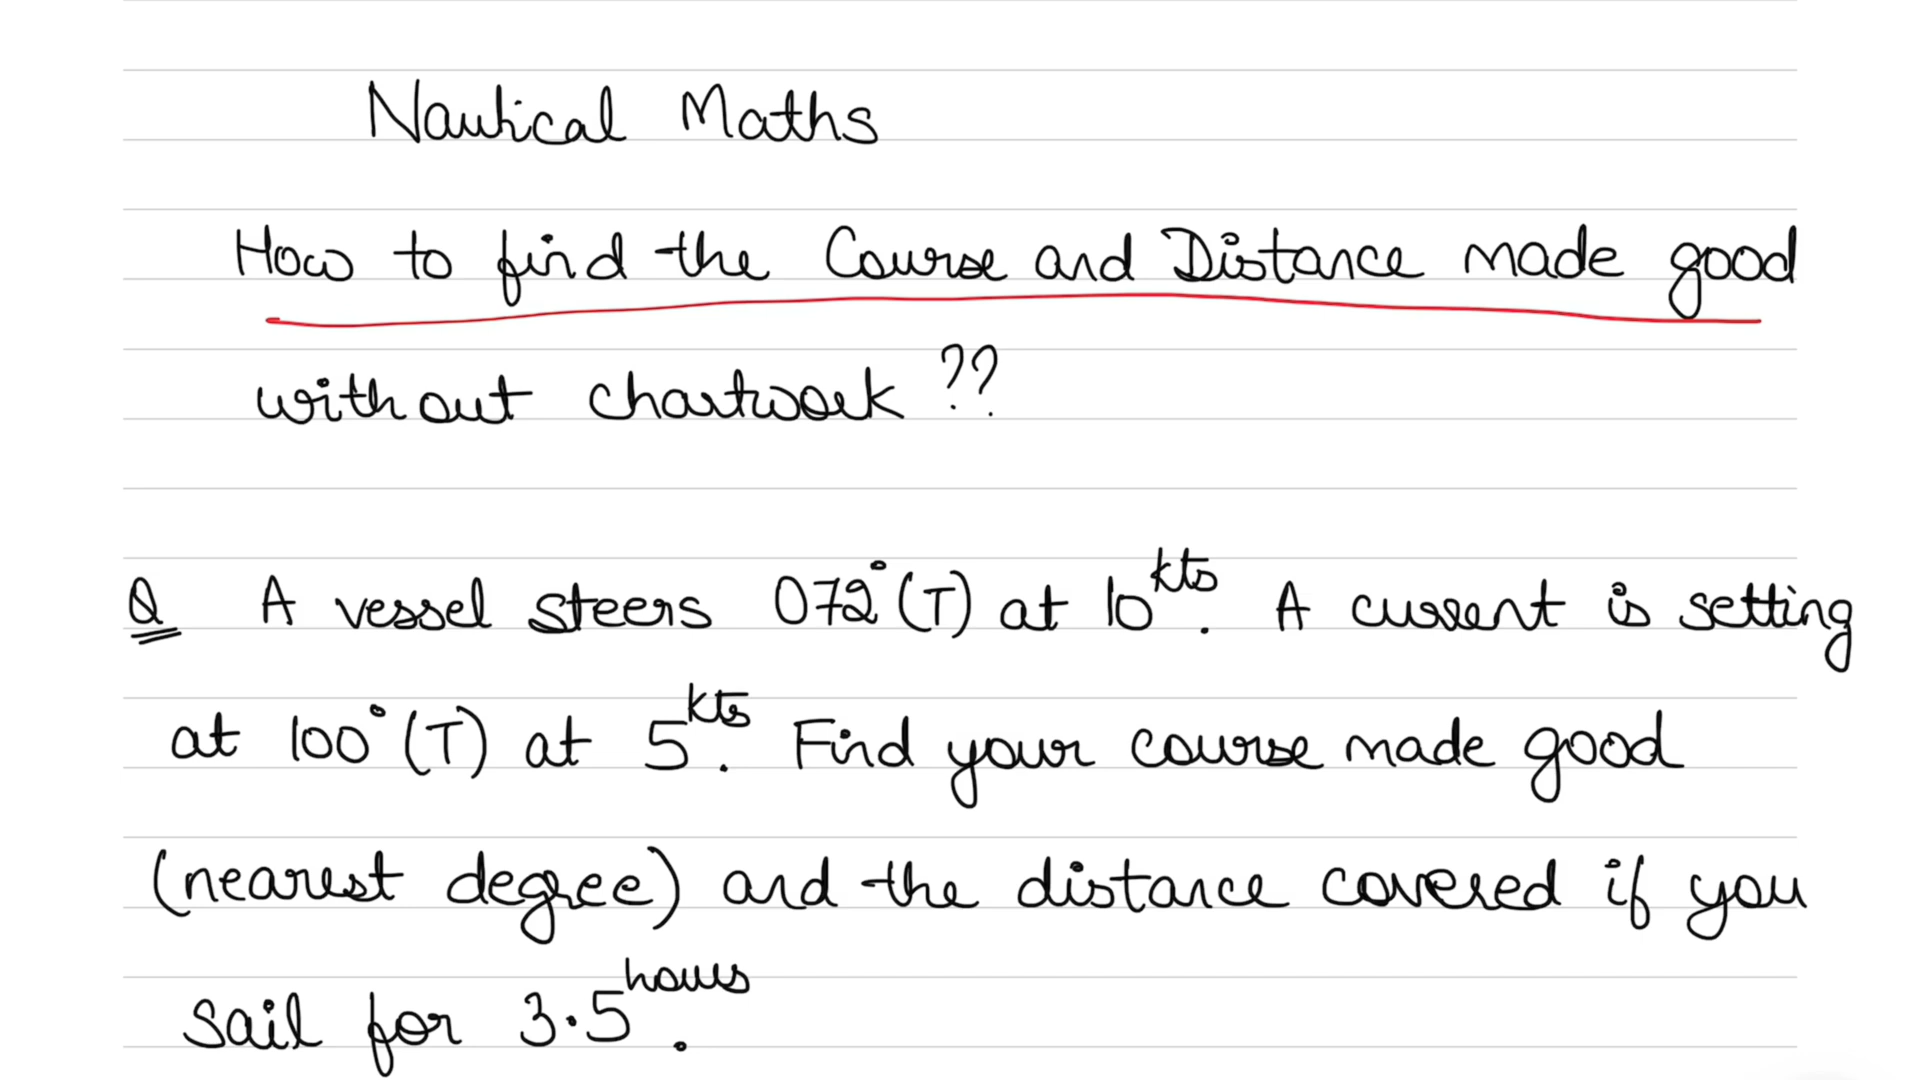 Nautical Maths
How to find the Course and Distance made good
without chartwork ??
Q A vessel steers 072°(T) at 10kts. A current is setting
at 100°(T) at 5kts. Find your course made good
(nearest degree) and the distance covered if you
sail for 3.5hours.